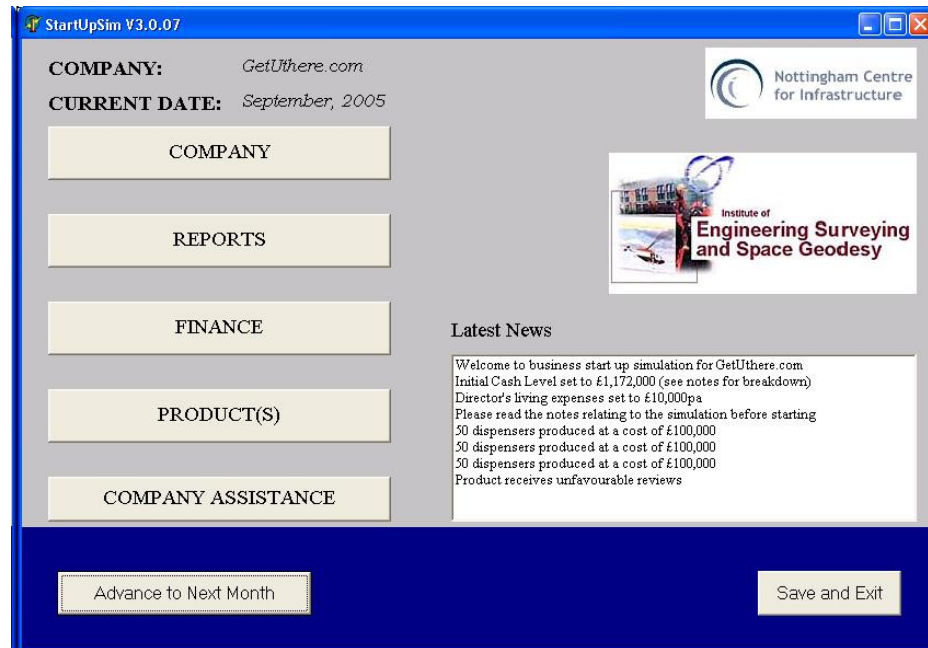 StartUpSim V3.0.07
COMPANY: GetUthere.com
CURRENT DATE: September, 2005
Nottingham Centre
for Infrastructure
COMPANY
REPORTS
Institute of
Engineering Surveying
and Space Geodesy
FINANCE
PRODUCT(S)
COMPANY ASSISTANCE
Latest News
Welcome to business start up simulation for GetUthere.com
Initial Cash Level set to £1,172,000 (see notes for breakdown)
Director's living expenses set to £10,000pa
Please read the notes relating to the simulation before starting
50 dispensers produced at a cost of £100,000
50 dispensers produced at a cost of £100,000
50 dispensers produced at a cost of £100,000
Product receives unfavourable reviews
Advance to Next Month
Save and Exit